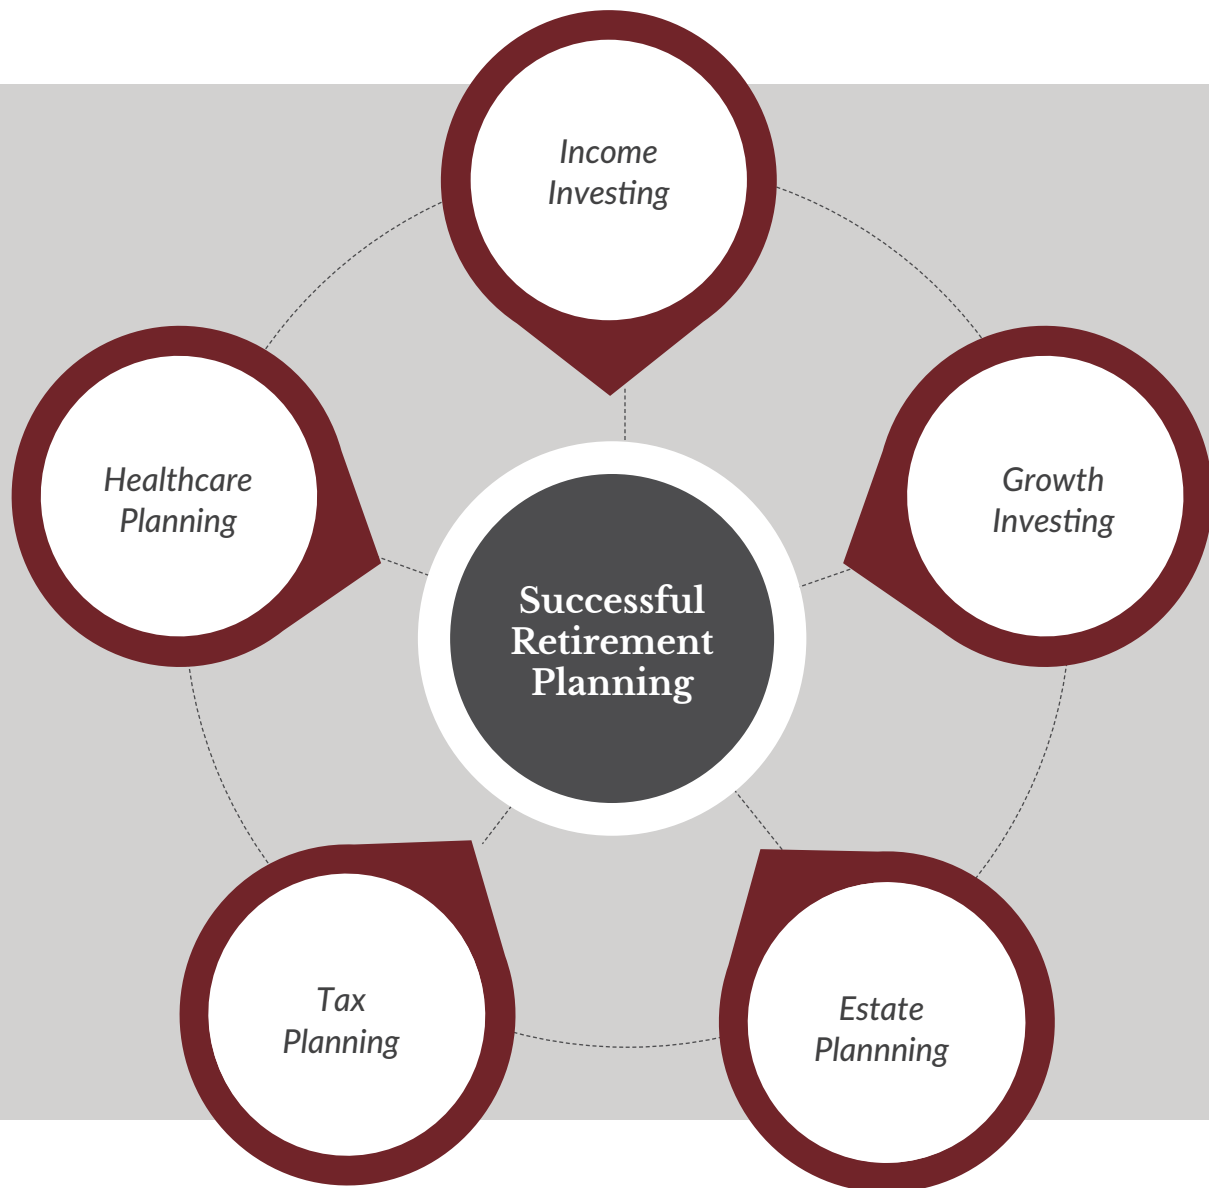 Income
Investing
Growth
Investing
Estate
Plannning
Tax
Planning
Healthcare
Planning
Successful
Retirement
Planning